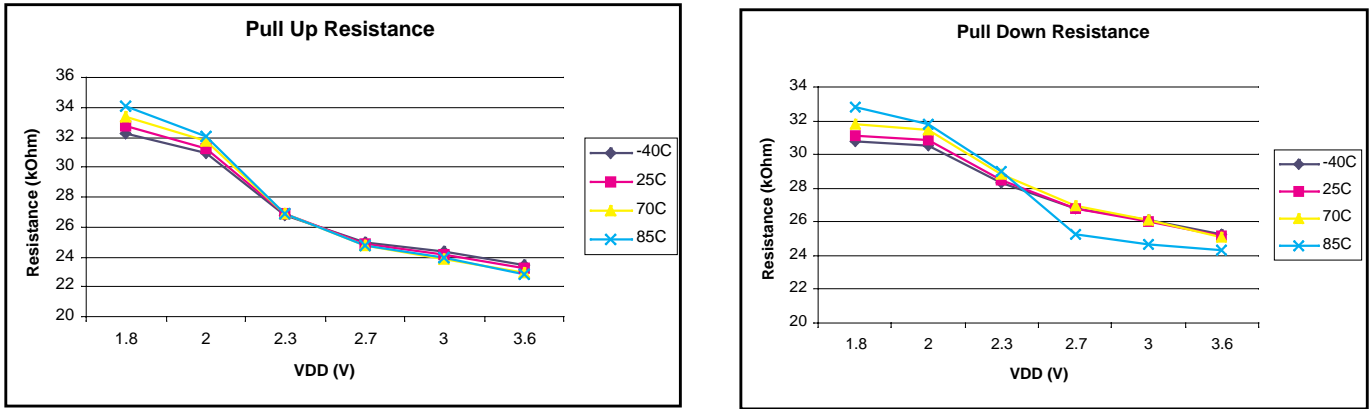 Pull Up Resistance
Resistance (kOhm)
36
34
32
30
28
26
24
22
20
1.8 2 2.3 2.7 3 3.6
VDD (V)
-40C
25C
70C
85C
Pull Down Resistance
Resistance (kOhm)
34
32
30
28
26
24
22
20
1.8 2 2.3 2.7 3 3.6
VDD (V)
-40C
25C
70C
85C